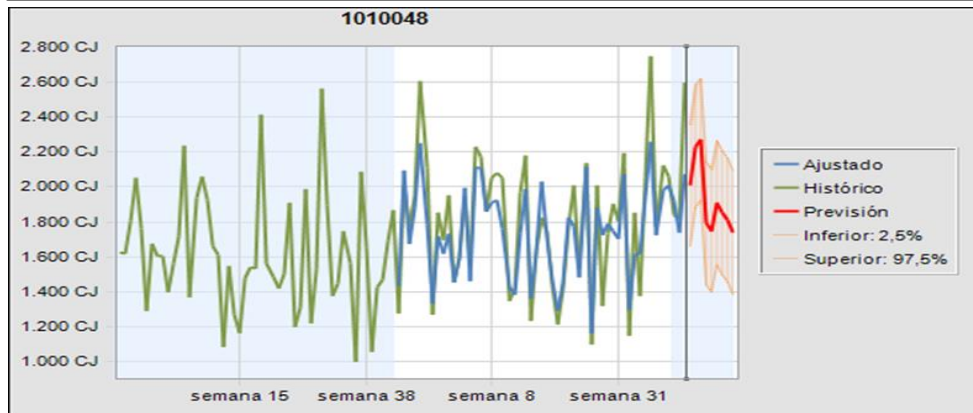 1010048
2.800 CJ
2.600 CJ
2.400 CJ
2.200 CJ
2.000 CJ
1.800 CJ
1.600 CJ
1.400 CJ
1.200 CJ
1.000 CJ
semana 15 semana 38 semana 8 semana 31
Ajustado
Histórico
Previsión
Inferior: 2,5%
Superior: 97,5%